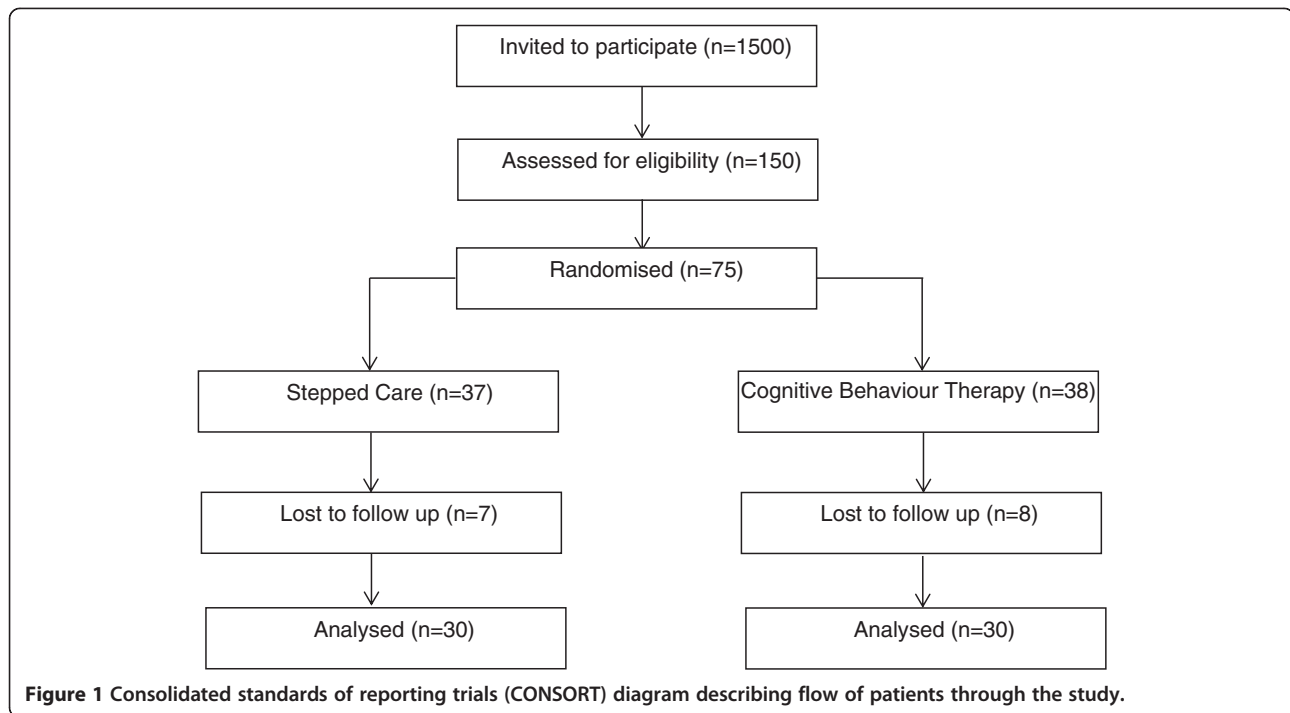 Invited to participate (n=1500)
Assessed for eligibility (n=150)
Randomised (n=75)
Stepped Care (n=37)
Cognitive Behaviour Therapy (n=38)
Lost to follow up (n=7)
Lost to follow up (n=8)
Analysed (n=30)
Analysed (n=30)
Figure 1 Consolidated standards of reporting trials (CONSORT) diagram describing flow of patients through the study.